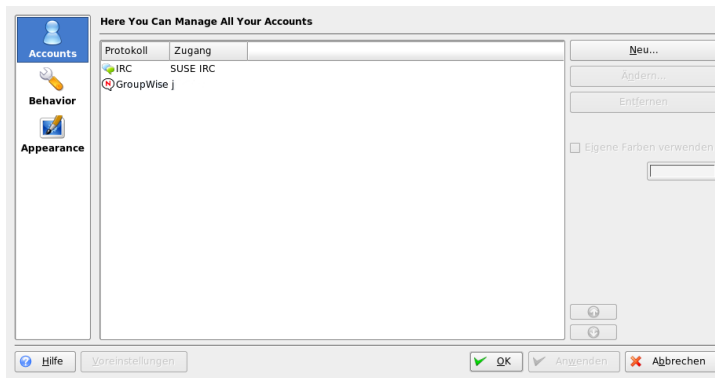 Here You Can Manage All Your Accounts
Accounts
Behavior
Appearance
Protokoll Zugang
IRC SUSE IRC
GroupWise j
Neu...
Ändern...
Entfernen
Eigene Farben verwenden
Hilfe
Voreinstellungen
OK
Anwenden
Abbrechen